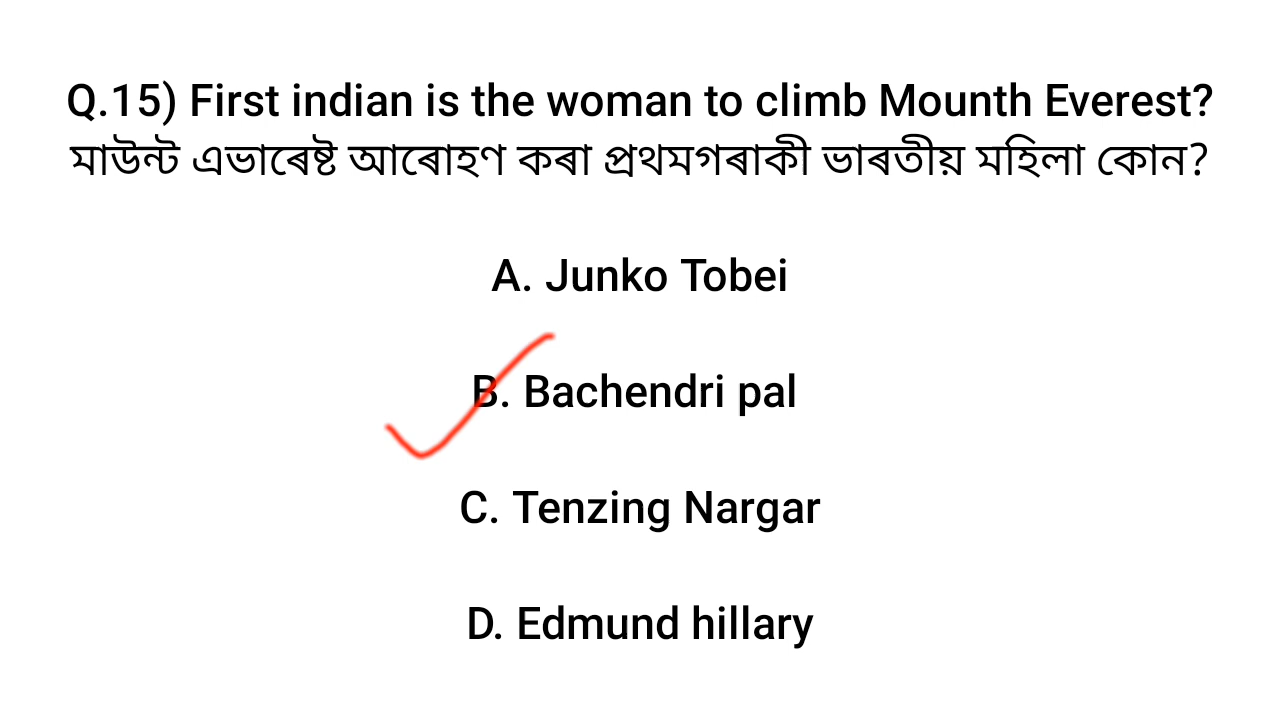 Q.15) First indian is the woman to climb Mounth Everest?
মাউন্ট এভাৰেষ্ট আৰোহণ কৰা প্ৰথমগৰাকী ভাৰতীয় মহিলা কোন?
A. Junko Tobei
B. Bachendri pal
C. Tenzing Nargar
D. Edmund hillary